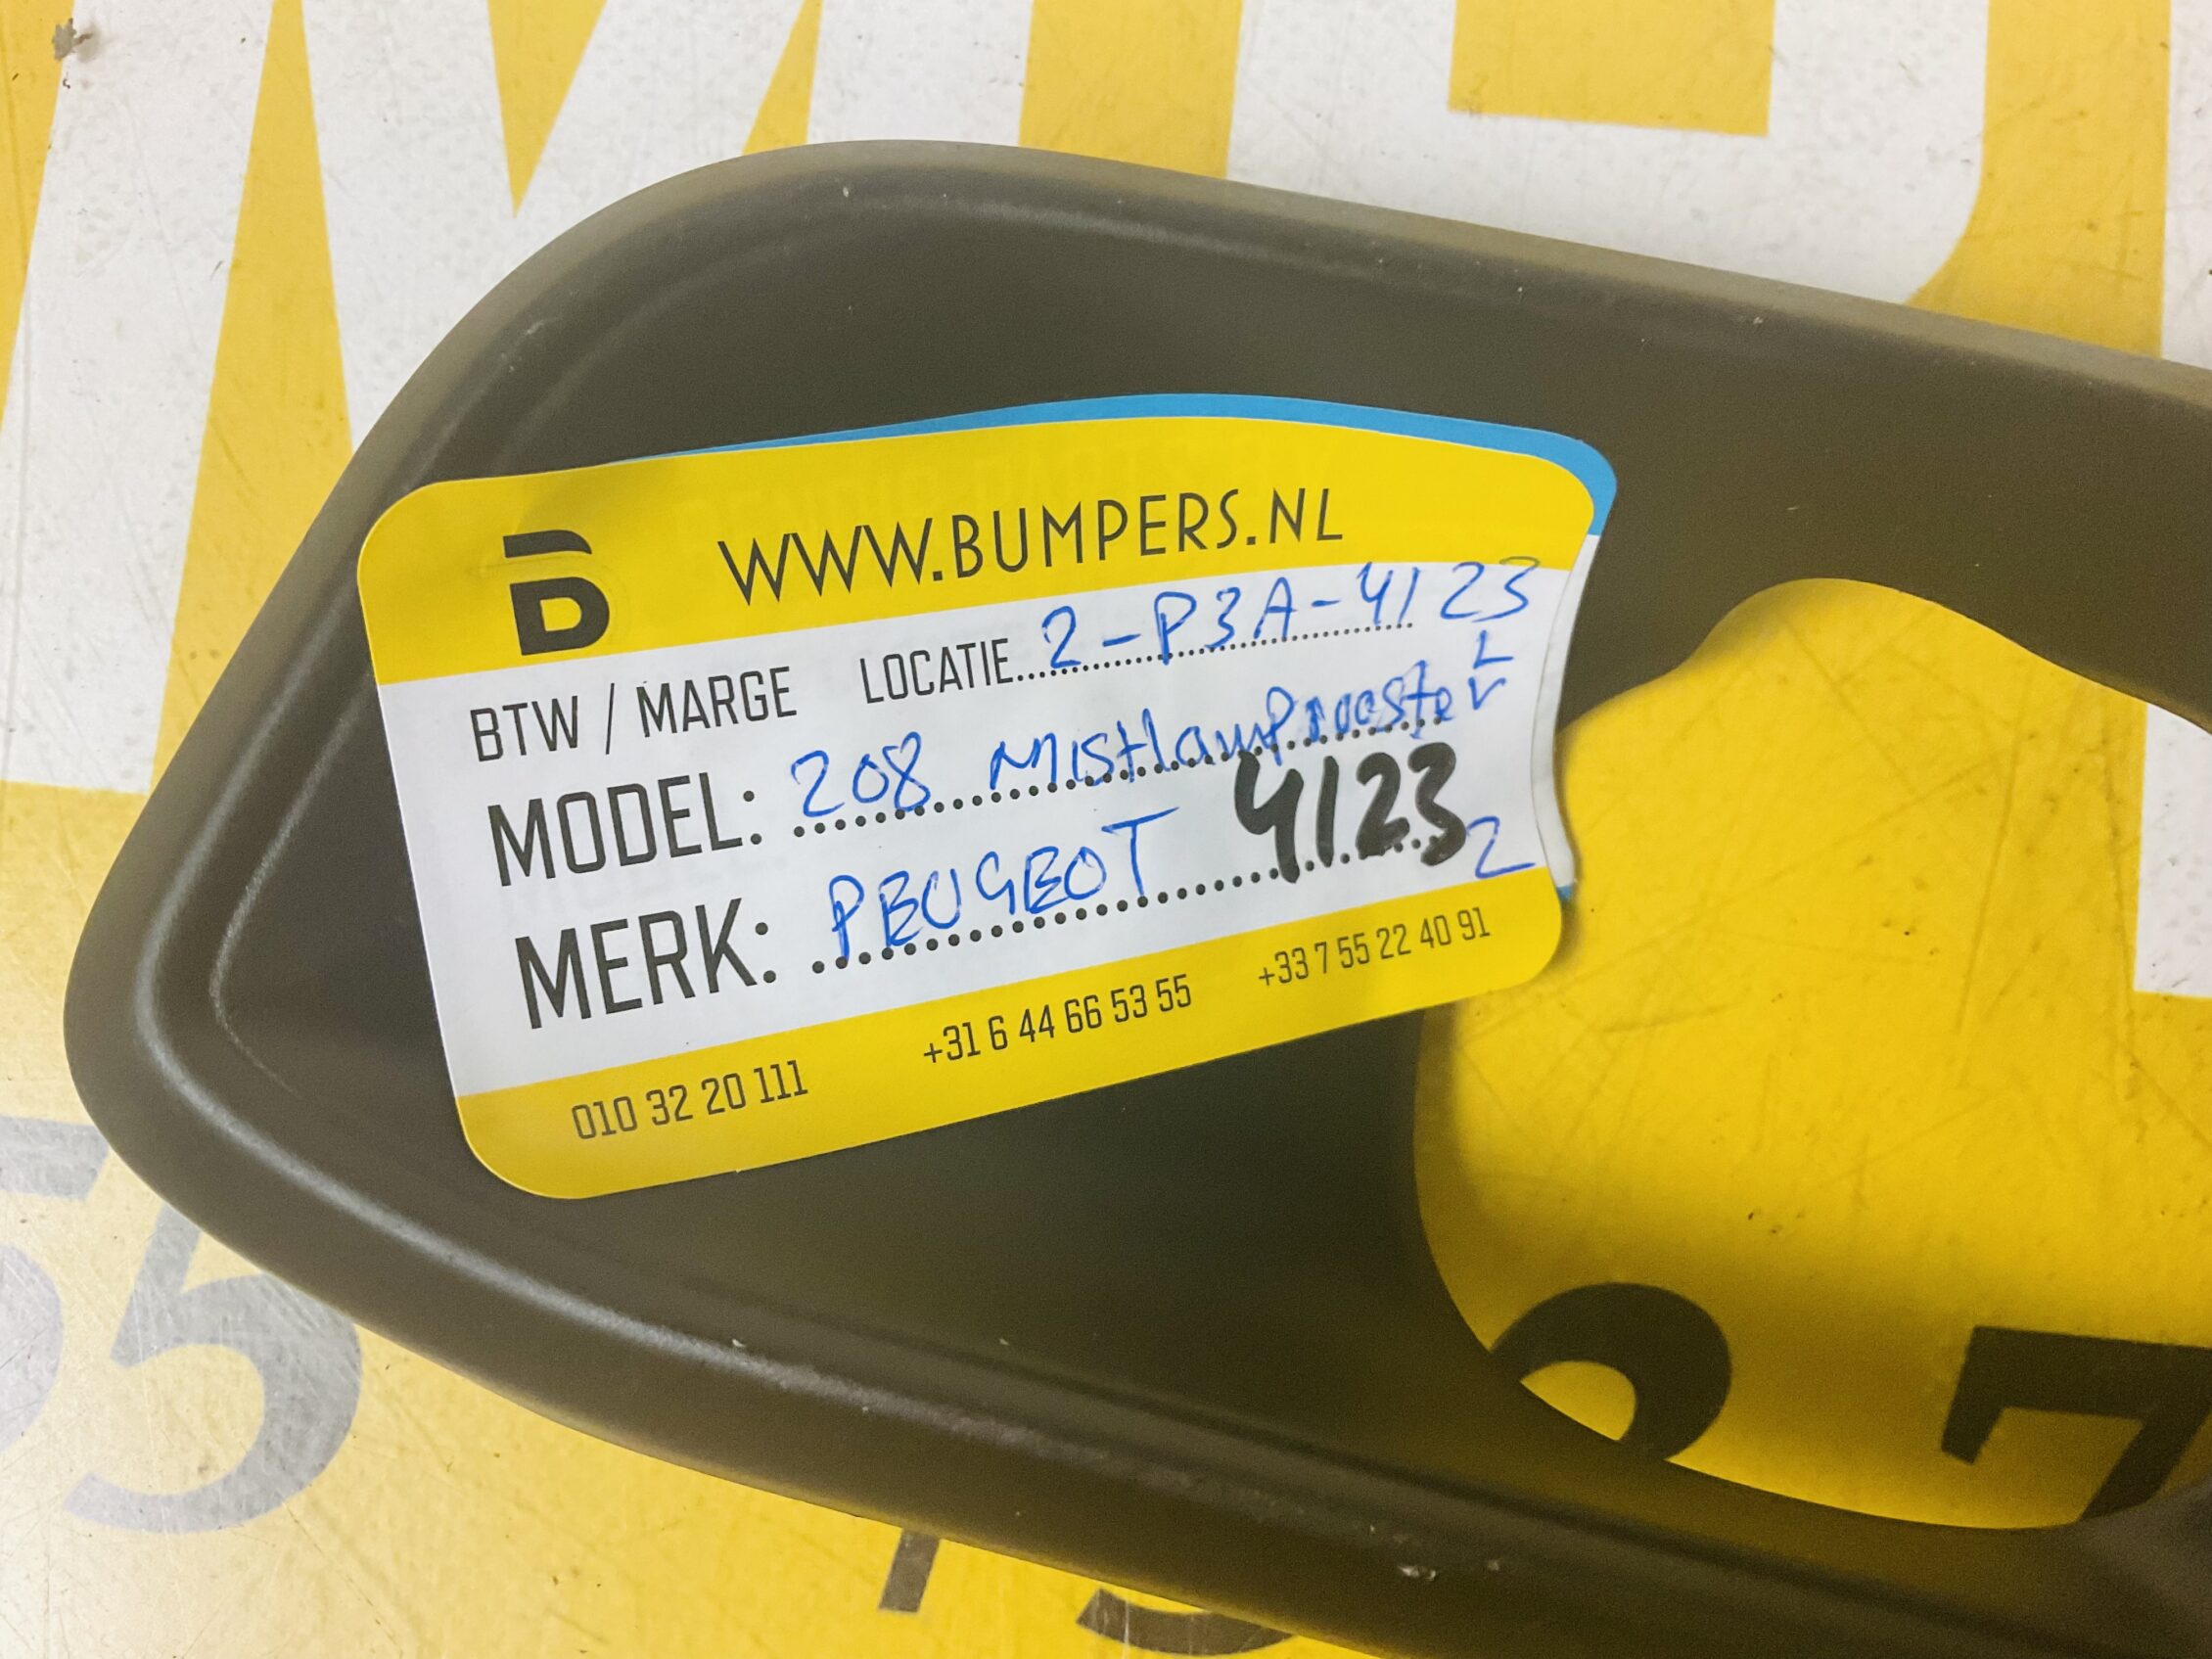 B WWW.BUMPERS.NL
BTW / MARGE LOCATIE 2-P3A-4123
L
MODEL: 208 Mistlamprooster V
MERK: PEUGEOT 4123 2
010 32 20 111 +31 6 44 66 53 55 +33 7 55 22 40 91